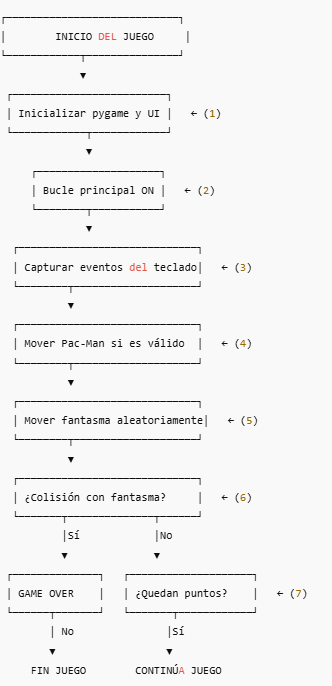 INICIO DEL JUEGO
Inicializar pygame y UI ← (1)
Bucle principal ON ← (2)
Capturar eventos del teclado ← (3)
Mover Pac-Man si es válido ← (4)
Mover fantasma aleatoriamente ← (5)
¿Colisión con fantasma? ← (6)
Sí No
GAME OVER ¿Quedan puntos? ← (7)
No Sí
FIN JUEGO CONTINÚA JUEGO